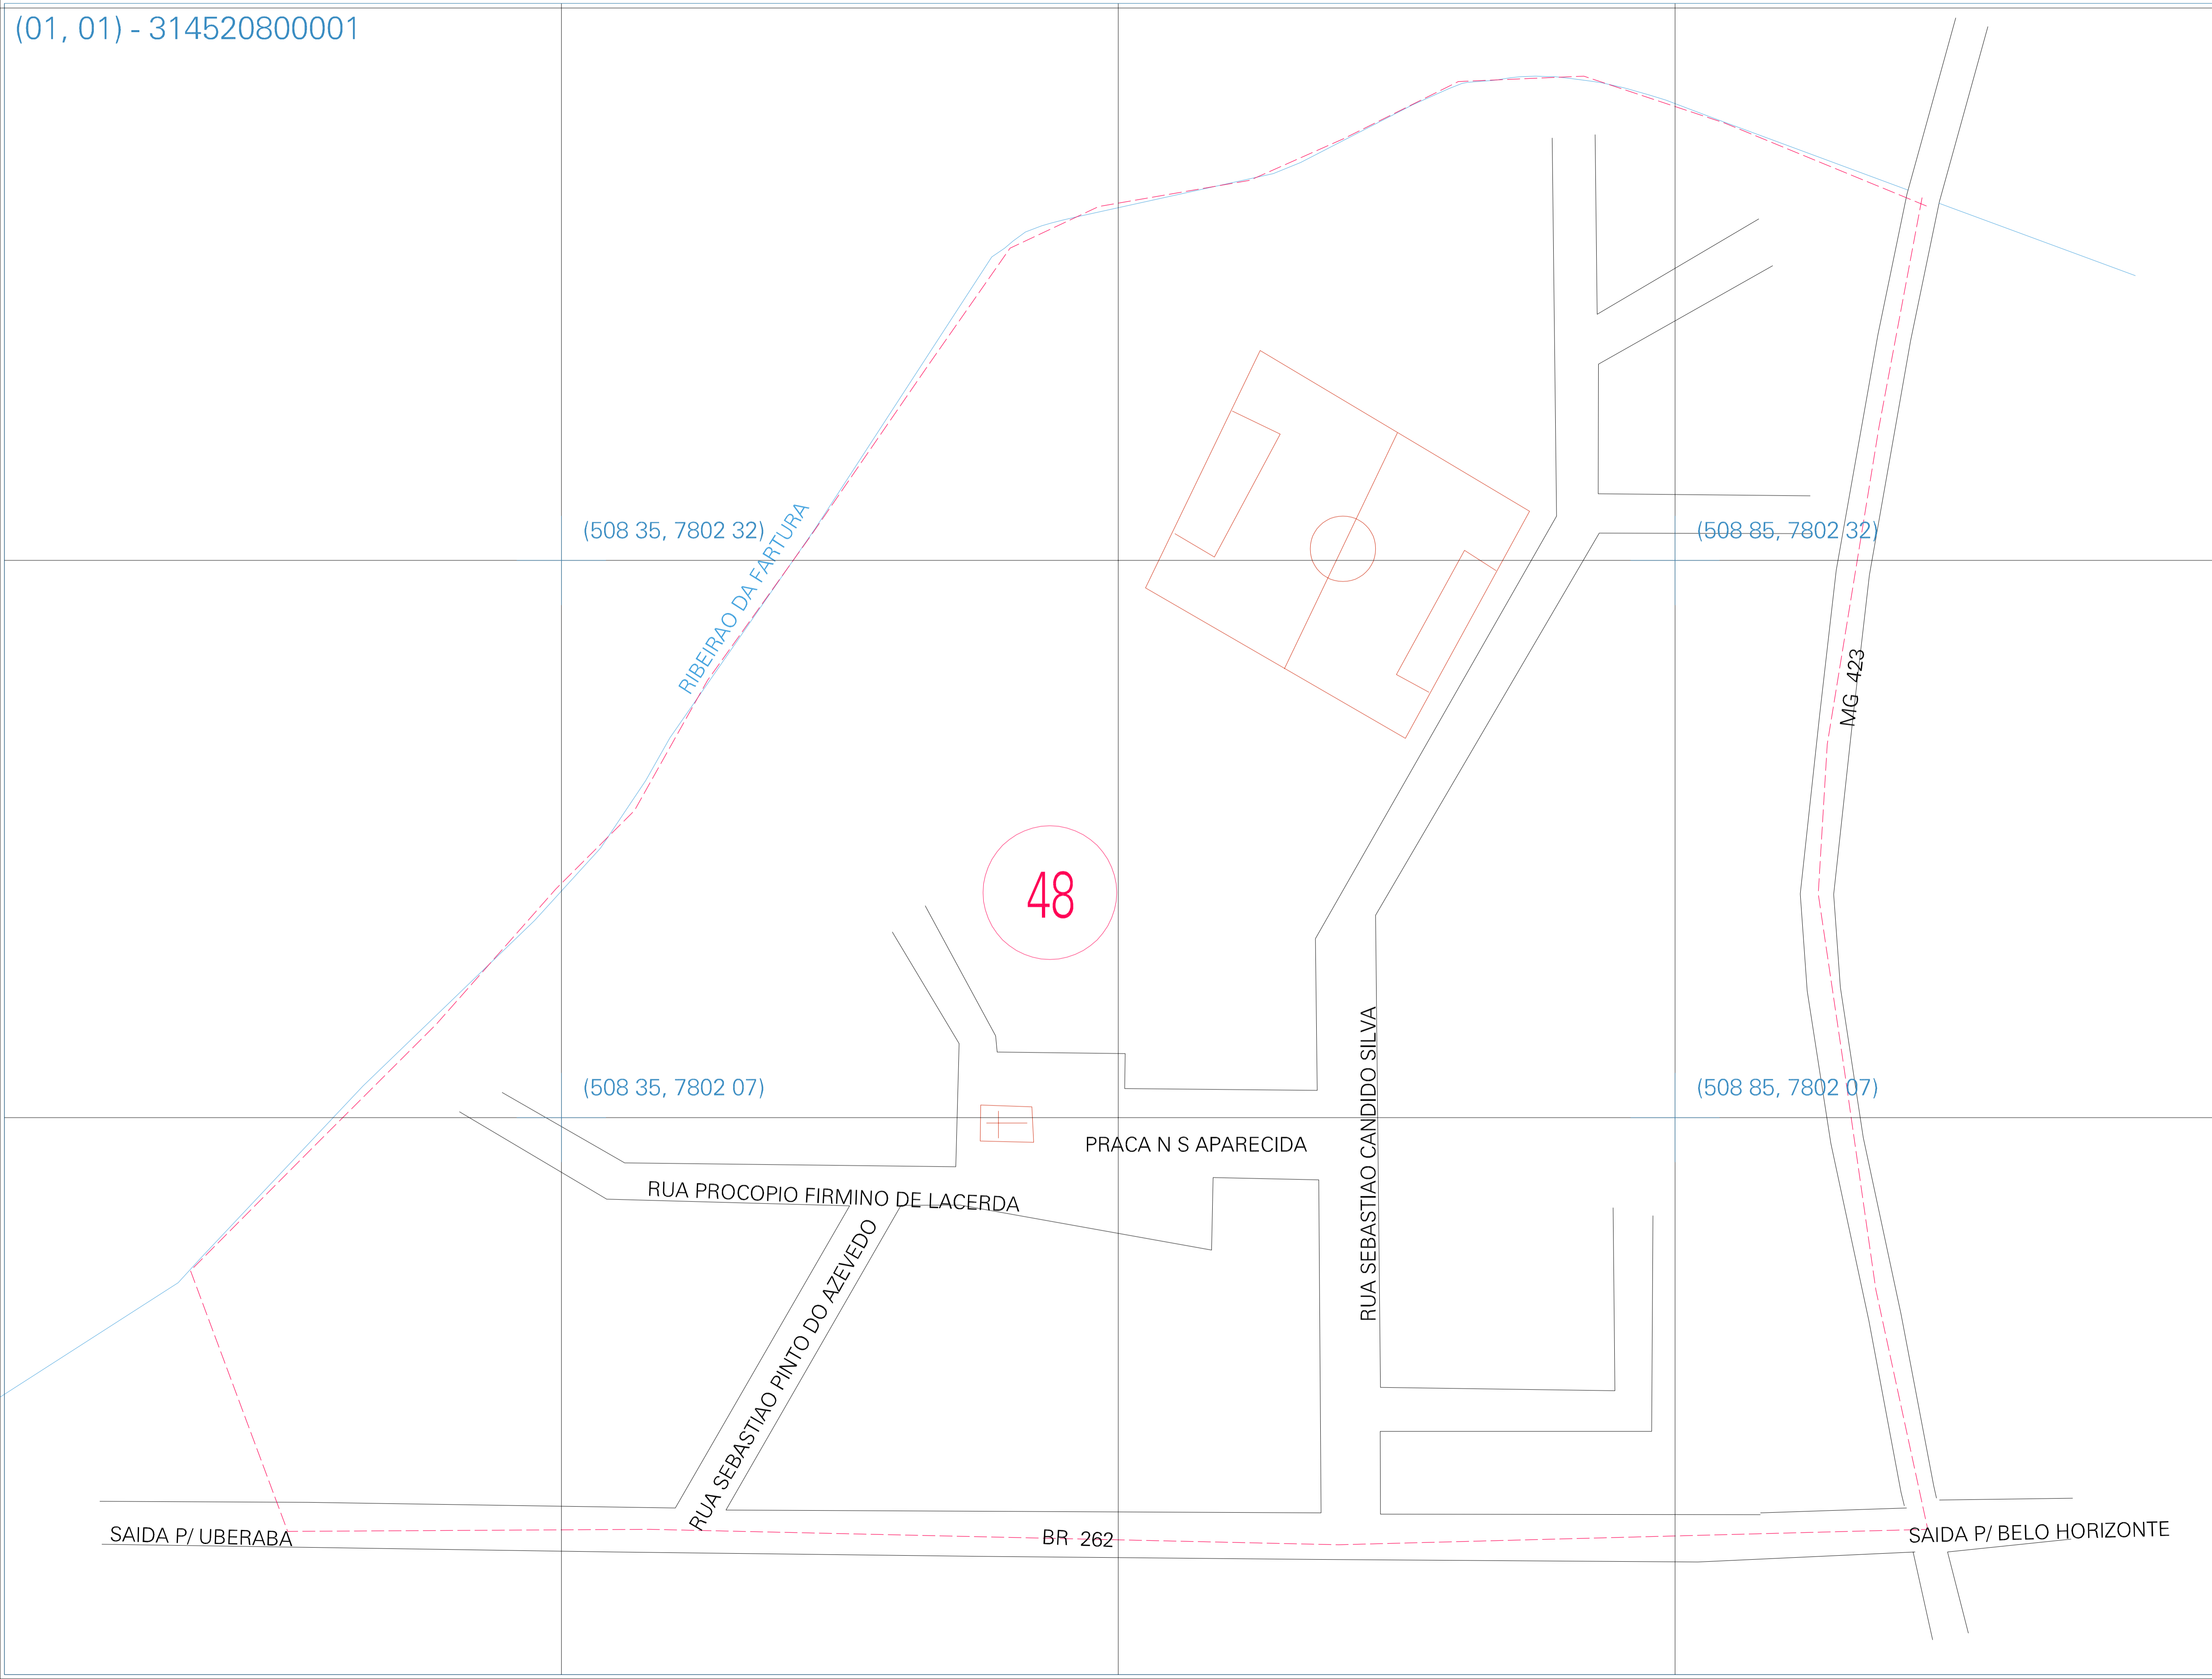 (01, 01) - 314520800001
RIBEIRAO DA FARTURA
(508 35, 7802 32)
(508 85, 7802 32)
MG 423
48
(508 35, 7802 07)
(508 85, 7802 07)
RUA SEBASTIAO CANDIDO SILVA
PRACA N S APARECIDA
RUA PROCOPIO FIRMINO DE LACERDA
RUA SEBASTIAO PINTO DO AZEVEDO
SAIDA P/ UBERABA
BR 262
SAIDA P/ BELO HORIZONTE